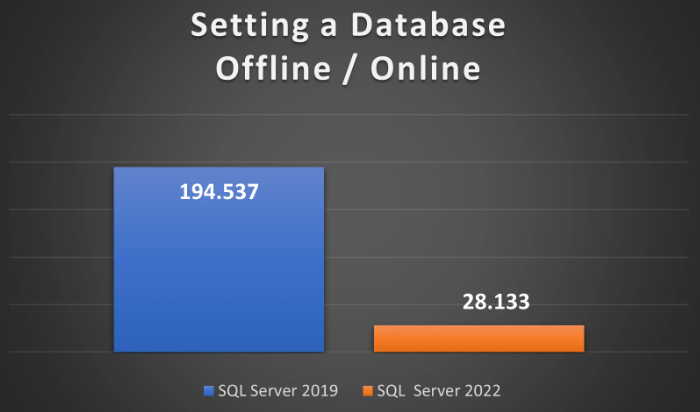 Setting a Database
Offline / Online
194.537
28.133
SQL Server 2019
SQL Server 2022